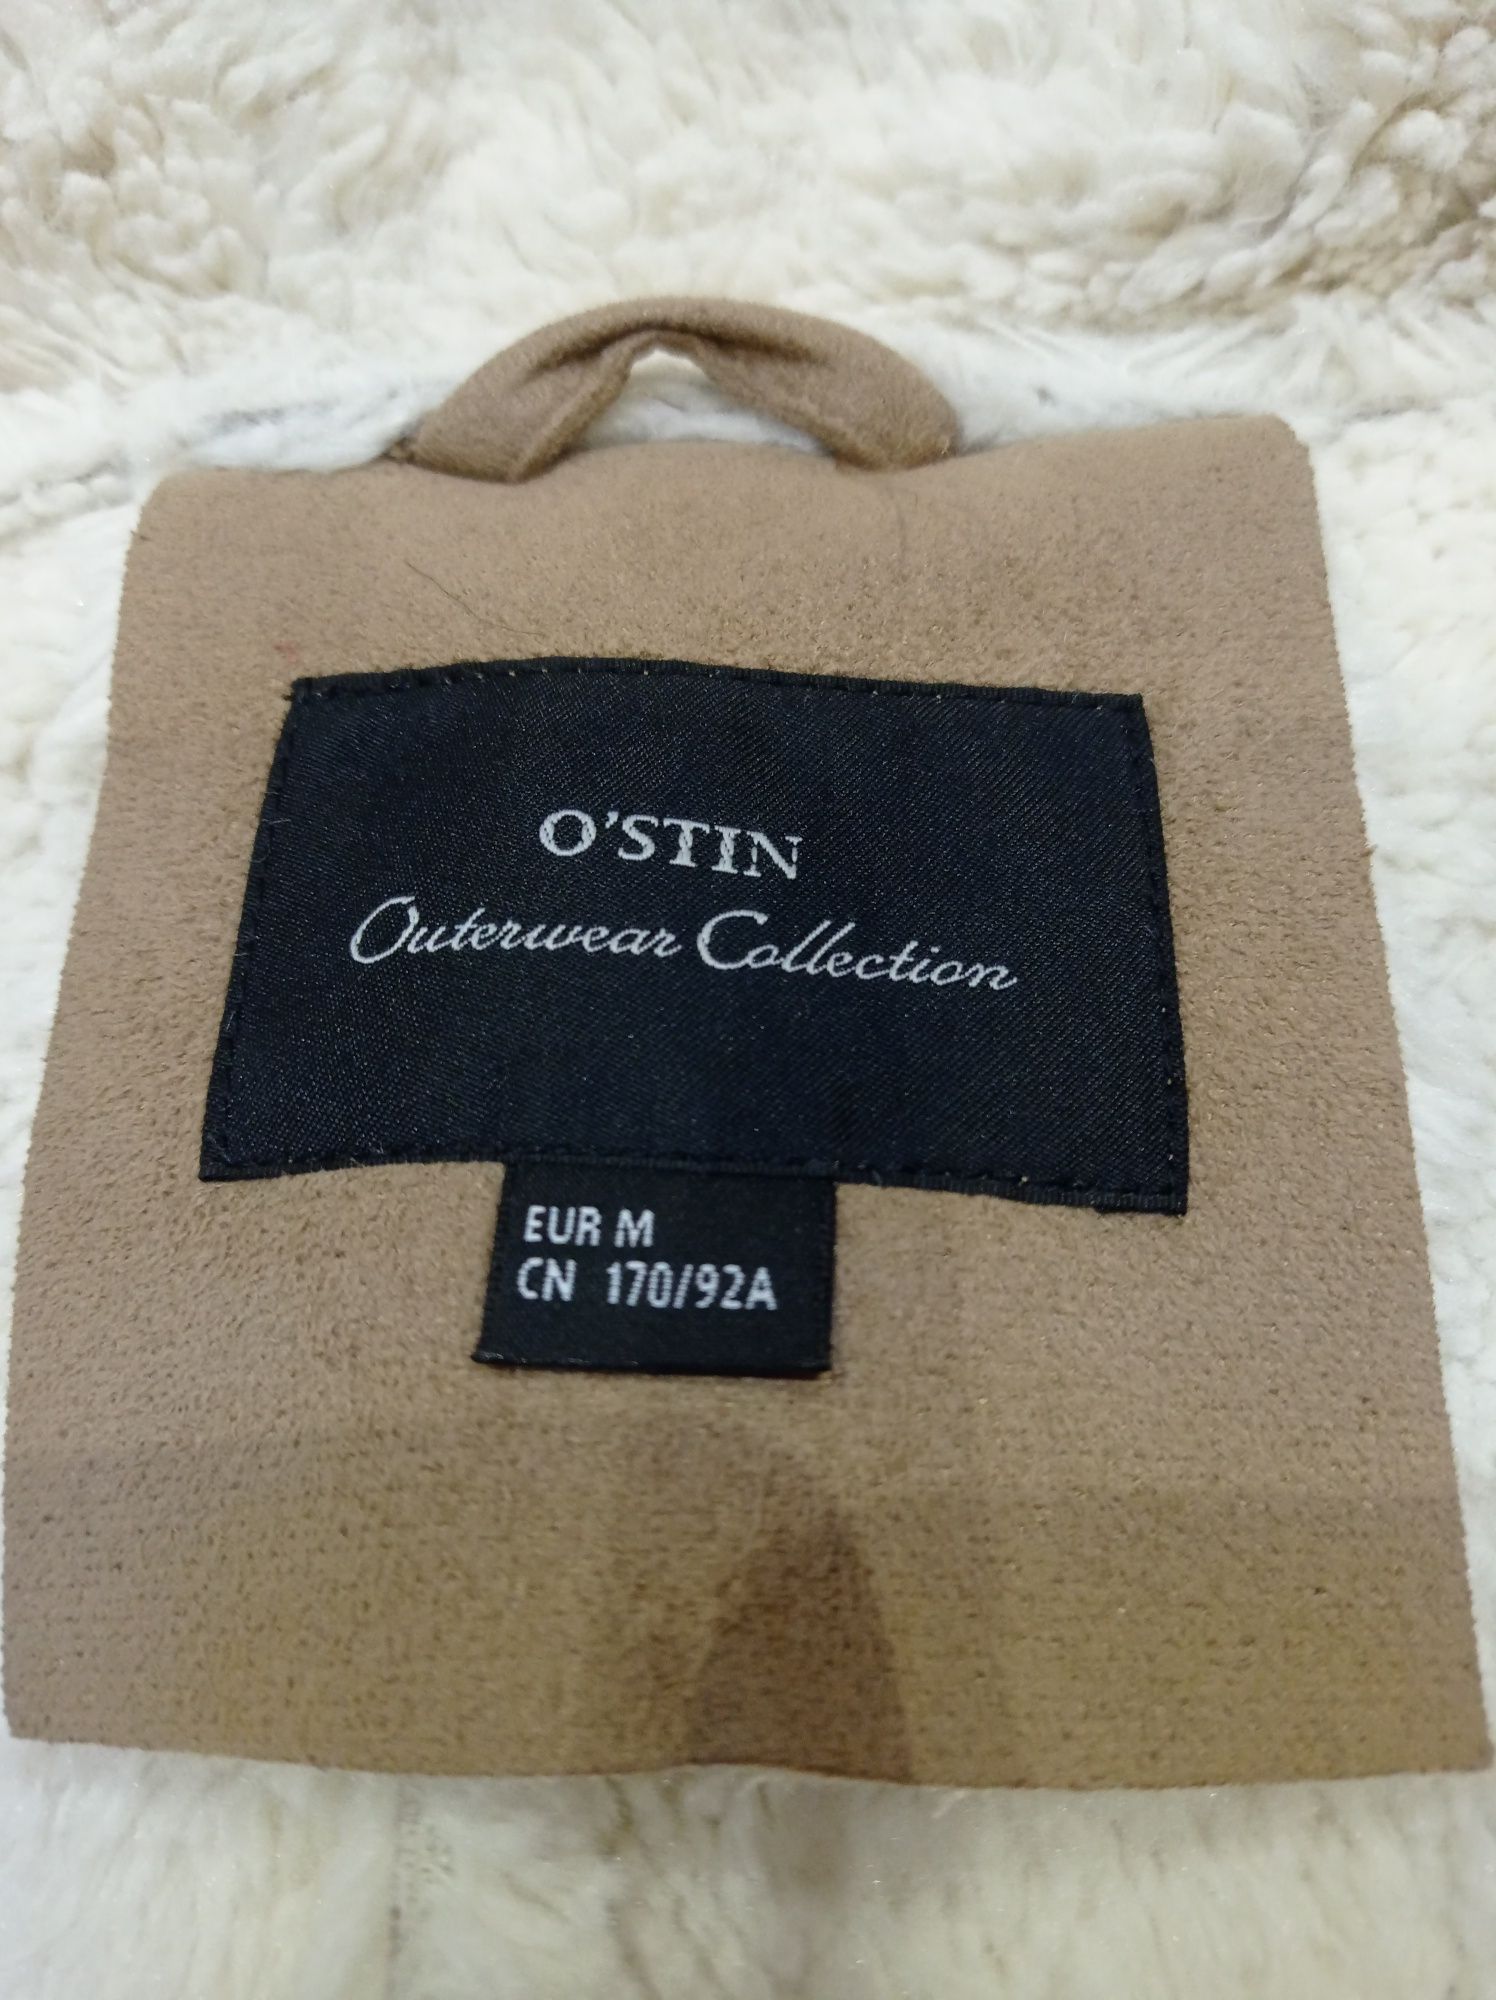 O'STIN
Outerwear Collection
EUR M
CN 170/92A